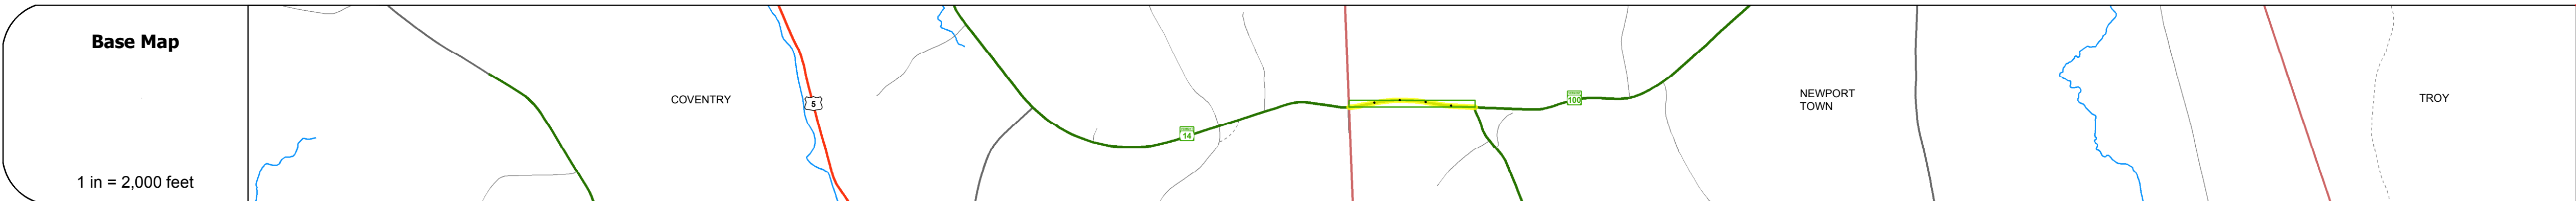 Base Map
1 in = 2,000 feet
COVENTRY
5
14
100
NEWPORT
TOWN
TROY